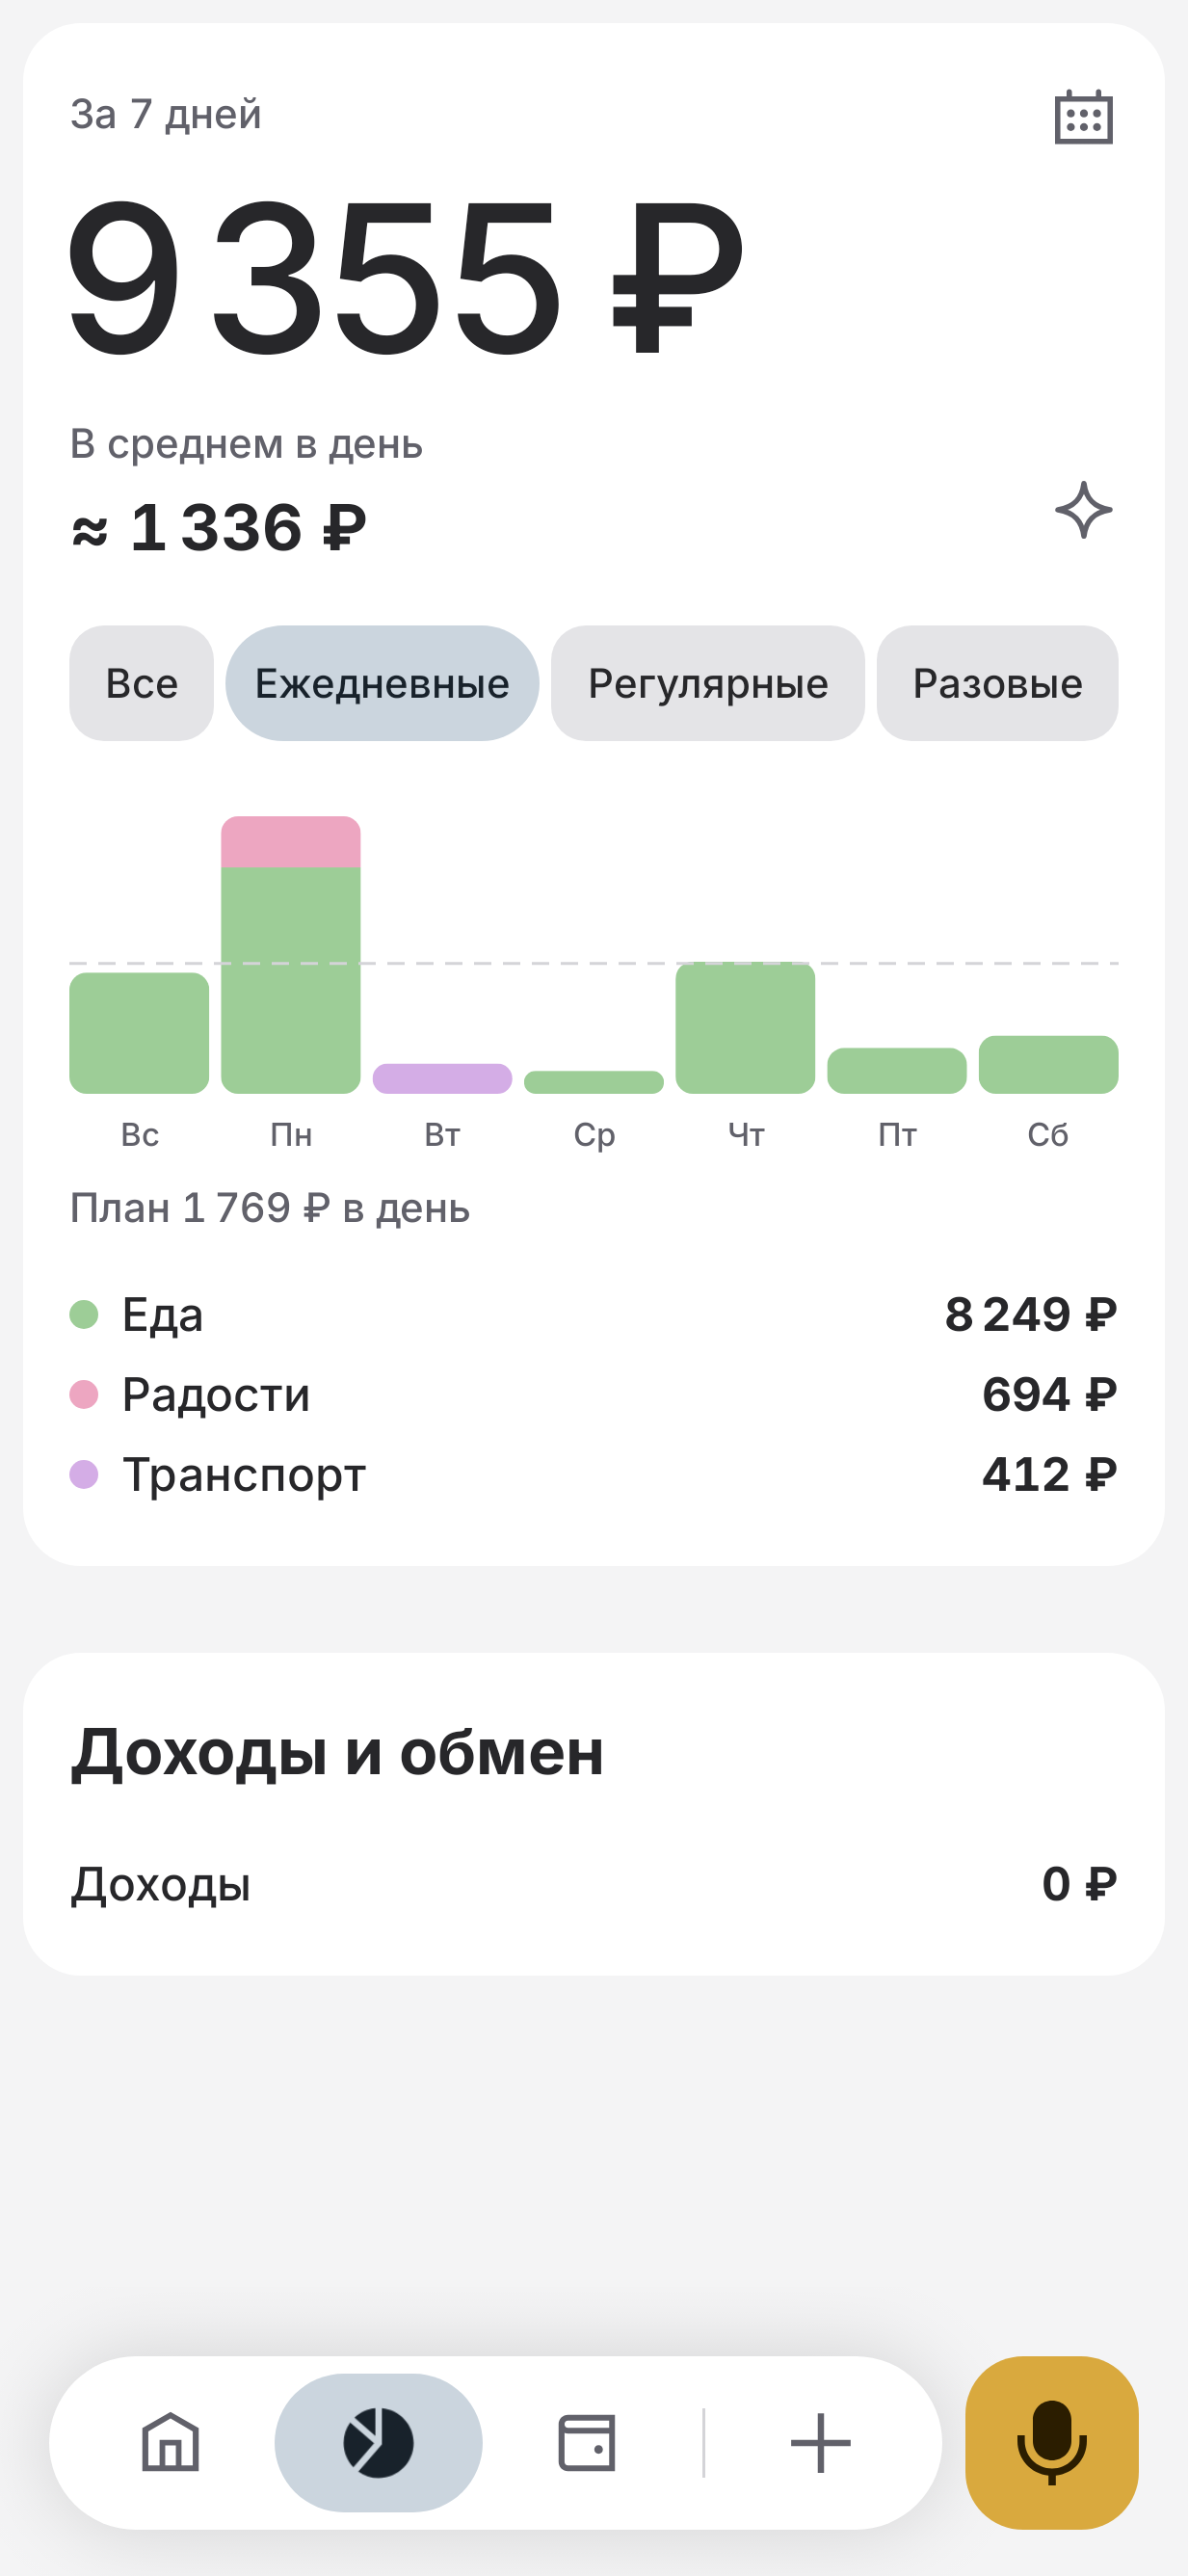 За 7 дней
9 355 ₽
В среднем в день
≈ 1 336 ₽
Все Ежедневные Регулярные Разовые
Вс Пн Вт Ср Чт Пт Сб
План 1 769 ₽ в день
Еда 8 249 ₽
Радости 694 ₽
Транспорт 412 ₽
Доходы и обмен
Доходы 0 ₽